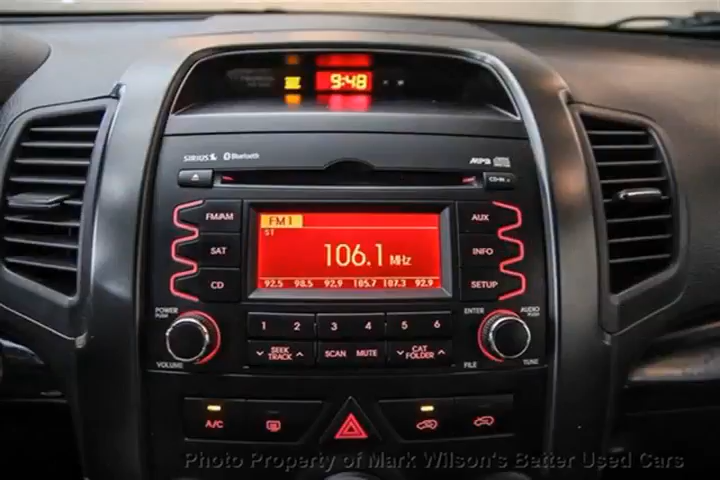 9:48
SIRIUS Bluetooth
MP3
CD-IN
FM/AM
SAT
CD
FM1
ST
106.1 MHz
92.5 98.5 92.9 105.7 107.3 92.9
AUX
INFO
SETUP
POWER
PUSH
VOLUME
1 2 3 4 5 6
SEEK
TRACK
SCAN MUTE
CAT
FOLDER
ENTER
PUSH
FILE
AUDIO
PUSH
TUNE
A/C
Photo Property of Mark Wilson's Better Used Cars